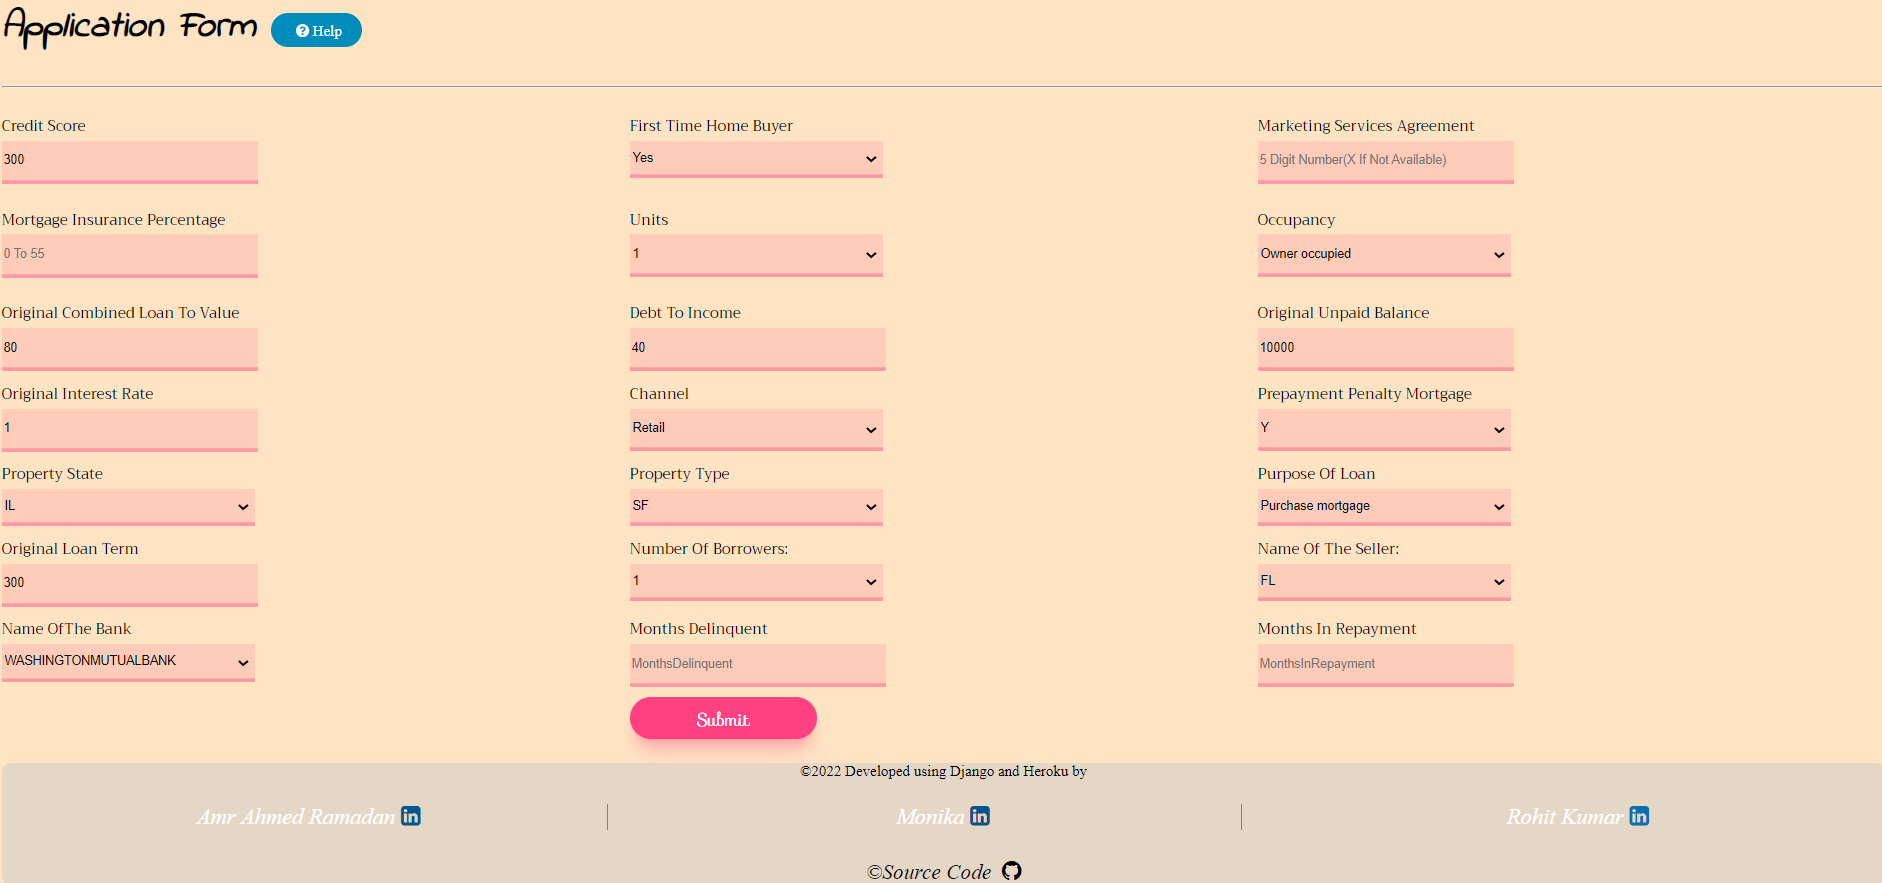 Application Form Help
Credit Score First Time Home Buyer Marketing Services Agreement
300 Yes 5 Digit Number(X If Not Available)
Mortgage Insurance Percentage Units Occupancy
0 To 55 1 Owner occupied
Original Combined Loan To Value Debt To Income Original Unpaid Balance
80 40 10000
Original Interest Rate Channel Prepayment Penalty Mortgage
1 Retail Y
Property State Property Type Purpose Of Loan
IL SF Purchase mortgage
Original Loan Term Number Of Borrowers: Name Of The Seller:
300 1 FL
Name OfThe Bank Months Delinquent Months In Repayment
WASHINGTONMUTUALBANK MonthsDelinquent MonthsInRepayment
Submit
©2022 Developed using Django and Heroku by
Amr Ahmed Ramadan in Monika in Rohit Kumar in
©Source Code